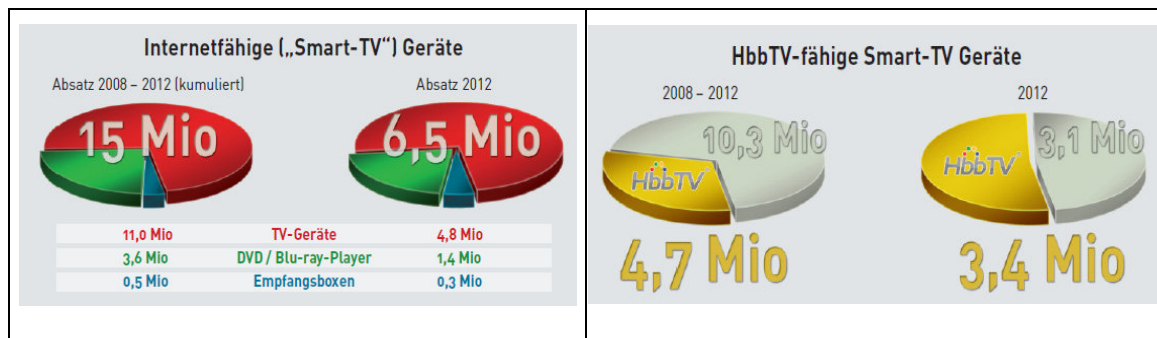 Internetfähige („Smart-TV“) Geräte
Absatz 2008 – 2012 (kumuliert)
Absatz 2012
15 Mio
6,5 Mio
11,0 Mio TV-Geräte 4,8 Mio
3,6 Mio DVD / Blu-ray-Player 1,4 Mio
0,5 Mio Empfangsboxen 0,3 Mio
HbbTV-fähige Smart-TV Geräte
2008 – 2012
2012
10,3 Mio
3,1 Mio
HbbTV
HbbTV
4,7 Mio
3,4 Mio